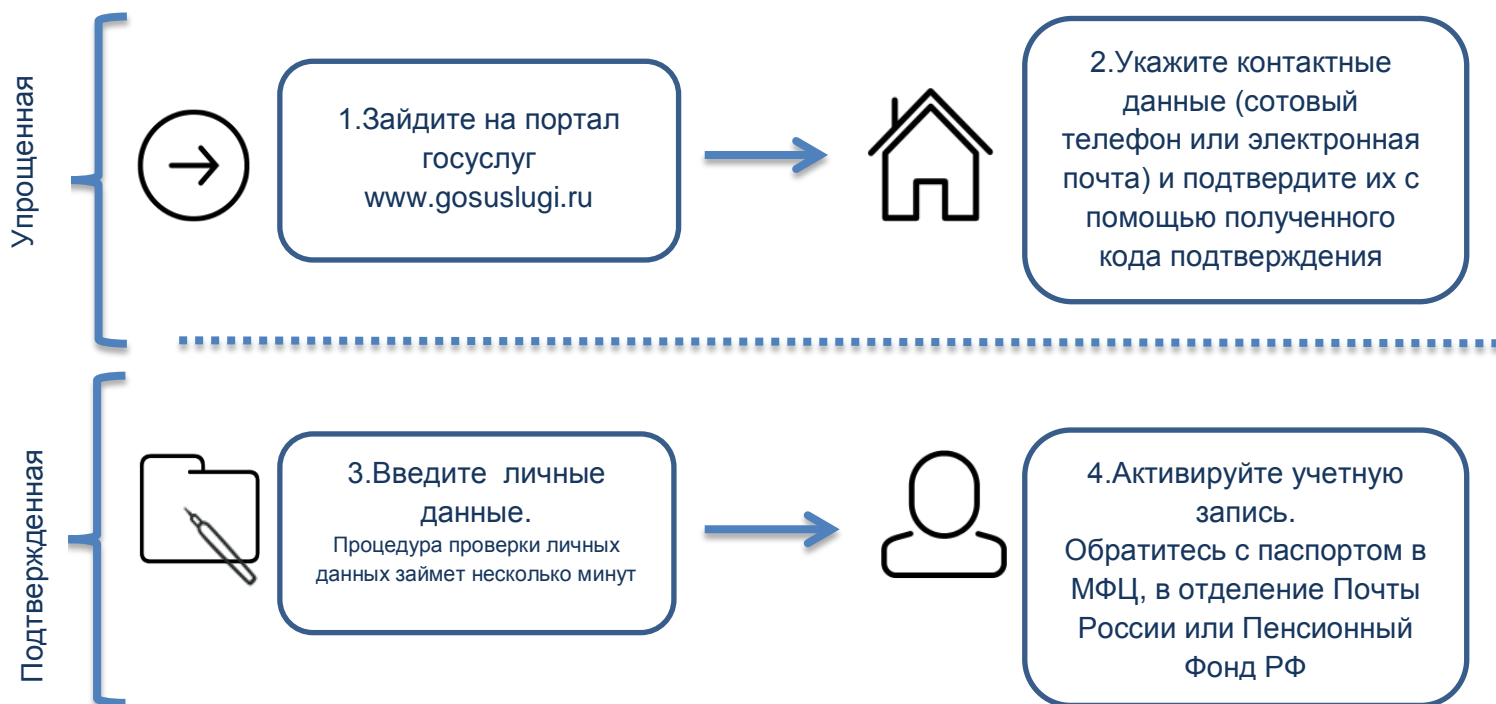 Упрощенная
1.Зайдите на портал
госуслуг
www.gosuslugi.ru
2.Укажите контактные
данные (сотовый
телефон или электронная
почта) и подтвердите их с
помощью полученного
кода подтверждения
Подтвержденная
3.Введите личные
данные.
Процедура проверки личных
данных займет несколько минут
4.Активируйте учетную
запись.
Обратитесь с паспортом в
МФЦ, в отделение Почты
России или Пенсионный
Фонд РФ